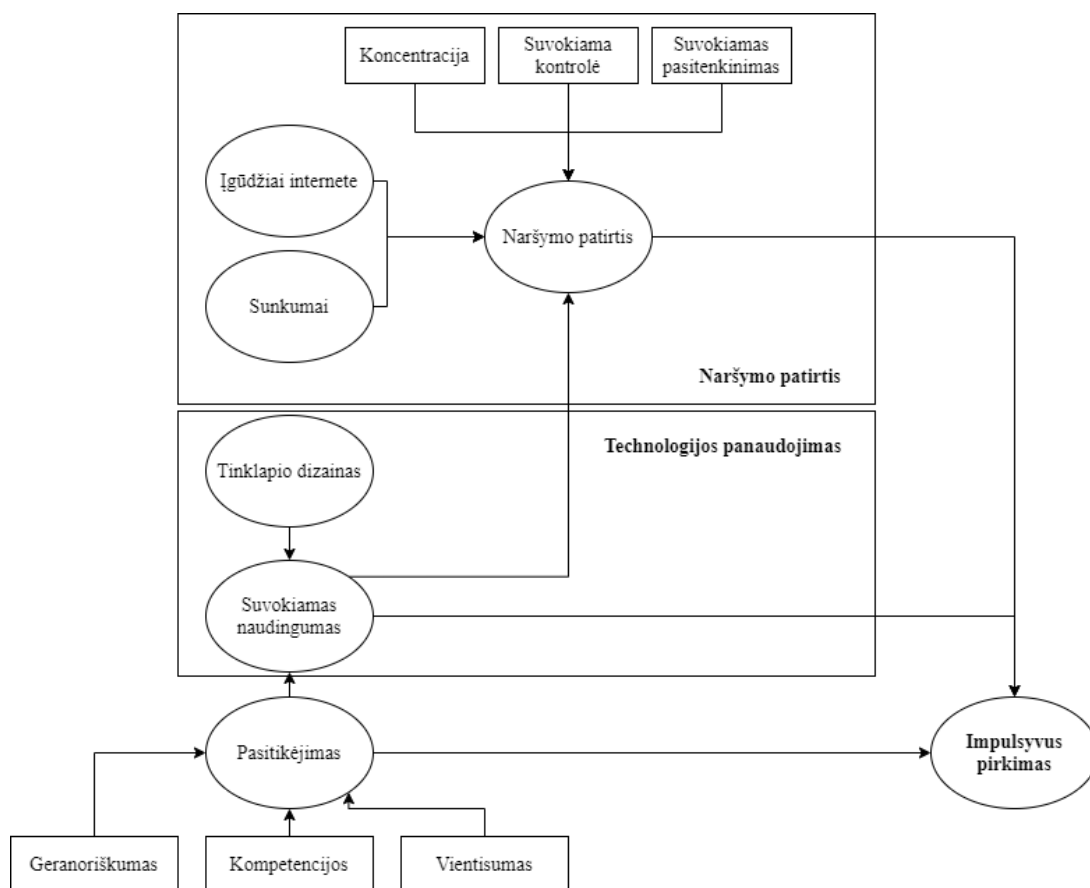 Koncentracija
Suvokiama
kontrolė
Suvokiamas
pasitenkinimas
Įgūdžiai internete
Naršymo patirtis
Sunkumai
Naršymo patirtis
Technologijos panaudojimas
Tinklapio dizainas
Suvokiamas
naudingumas
Pasitikėjimas
Impulsyvus
pirkimas
Geranoriškumas
Kompetencijos
Vientisumas